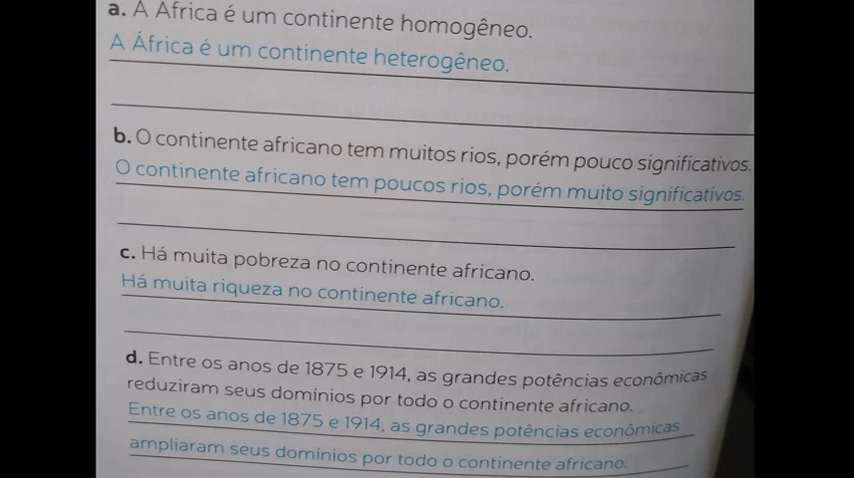 a. A África é um continente homogêneo.
A África é um continente heterogêneo.
b. O continente africano tem muitos rios, porém pouco significativos.
O continente africano tem poucos rios, porém muito significativos.
c. Há muita pobreza no continente africano.
Há muita riqueza no continente africano.
d. Entre os anos de 1875 e 1914, as grandes potências econômicas
reduziram seus domínios por todo o continente africano.
Entre os anos de 1875 e 1914, as grandes potências econômicas
ampliaram seus domínios por todo o continente africano.